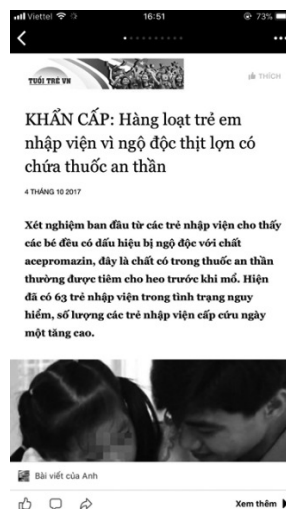 Viettel 16:51 73%
TUỔI TRẺ VN
THÍCH
KHẨN CẤP: Hàng loạt trẻ em
nhập viện vì ngộ độc thịt lợn có
chứa thuốc an thần
4 THÁNG 10 2017
Xét nghiệm ban đầu từ các trẻ nhập viện cho thấy
các bé đều có dấu hiệu bị ngộ độc với chất
acepromazin, đây là chất có trong thuốc an thần
thường được tiêm cho heo trước khi mổ. Hiện
đã có 63 trẻ nhập viện trong tình trạng nguy
hiểm, số lượng các trẻ nhập viện cấp cứu ngày
một tăng cao.
Bài viết của Anh
Xem thêm